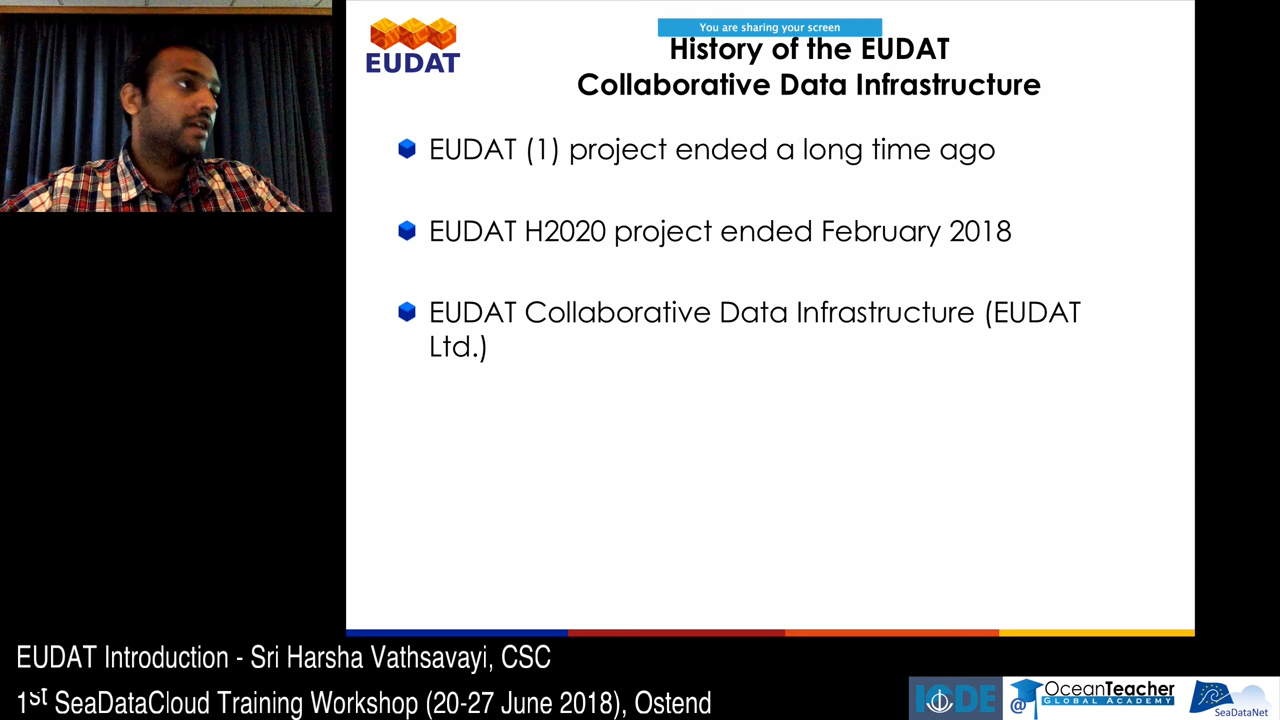 You are sharing your screen
EUDAT
History of the EUDAT
Collaborative Data Infrastructure
EUDAT (1) project ended a long time ago
EUDAT H2020 project ended February 2018
EUDAT Collaborative Data Infrastructure (EUDAT
Ltd.)
EUDAT Introduction - Sri Harsha Vathsavayi, CSC
1st SeaDataCloud Training Workshop (20-27 June 2018), Ostend
IODE
@ OceanTeacher
GLOBAL ACADEMY
SeaDataNet